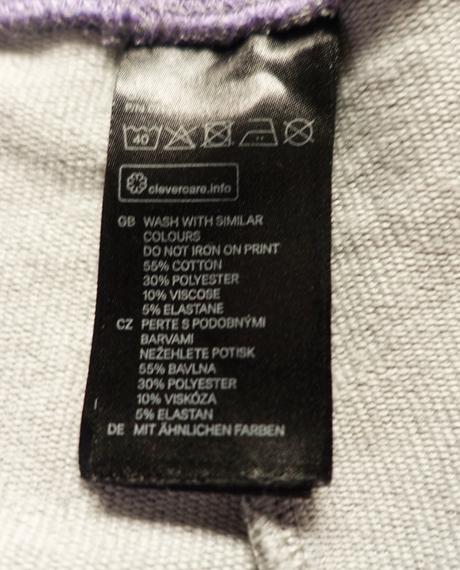 40
clevercare.info
GB WASH WITH SIMILAR
COLOURS
DO NOT IRON ON PRINT
55% COTTON
30% POLYESTER
10% VISCOSE
5% ELASTANE
CZ PERTE S PODOBNÝMI
BARVAMI
NEŽEHLETE POTISK
55% BAVLNA
30% POLYESTER
10% VISKÓZA
5% ELASTAN
DE MIT ÄHNLICHEN FARBEN